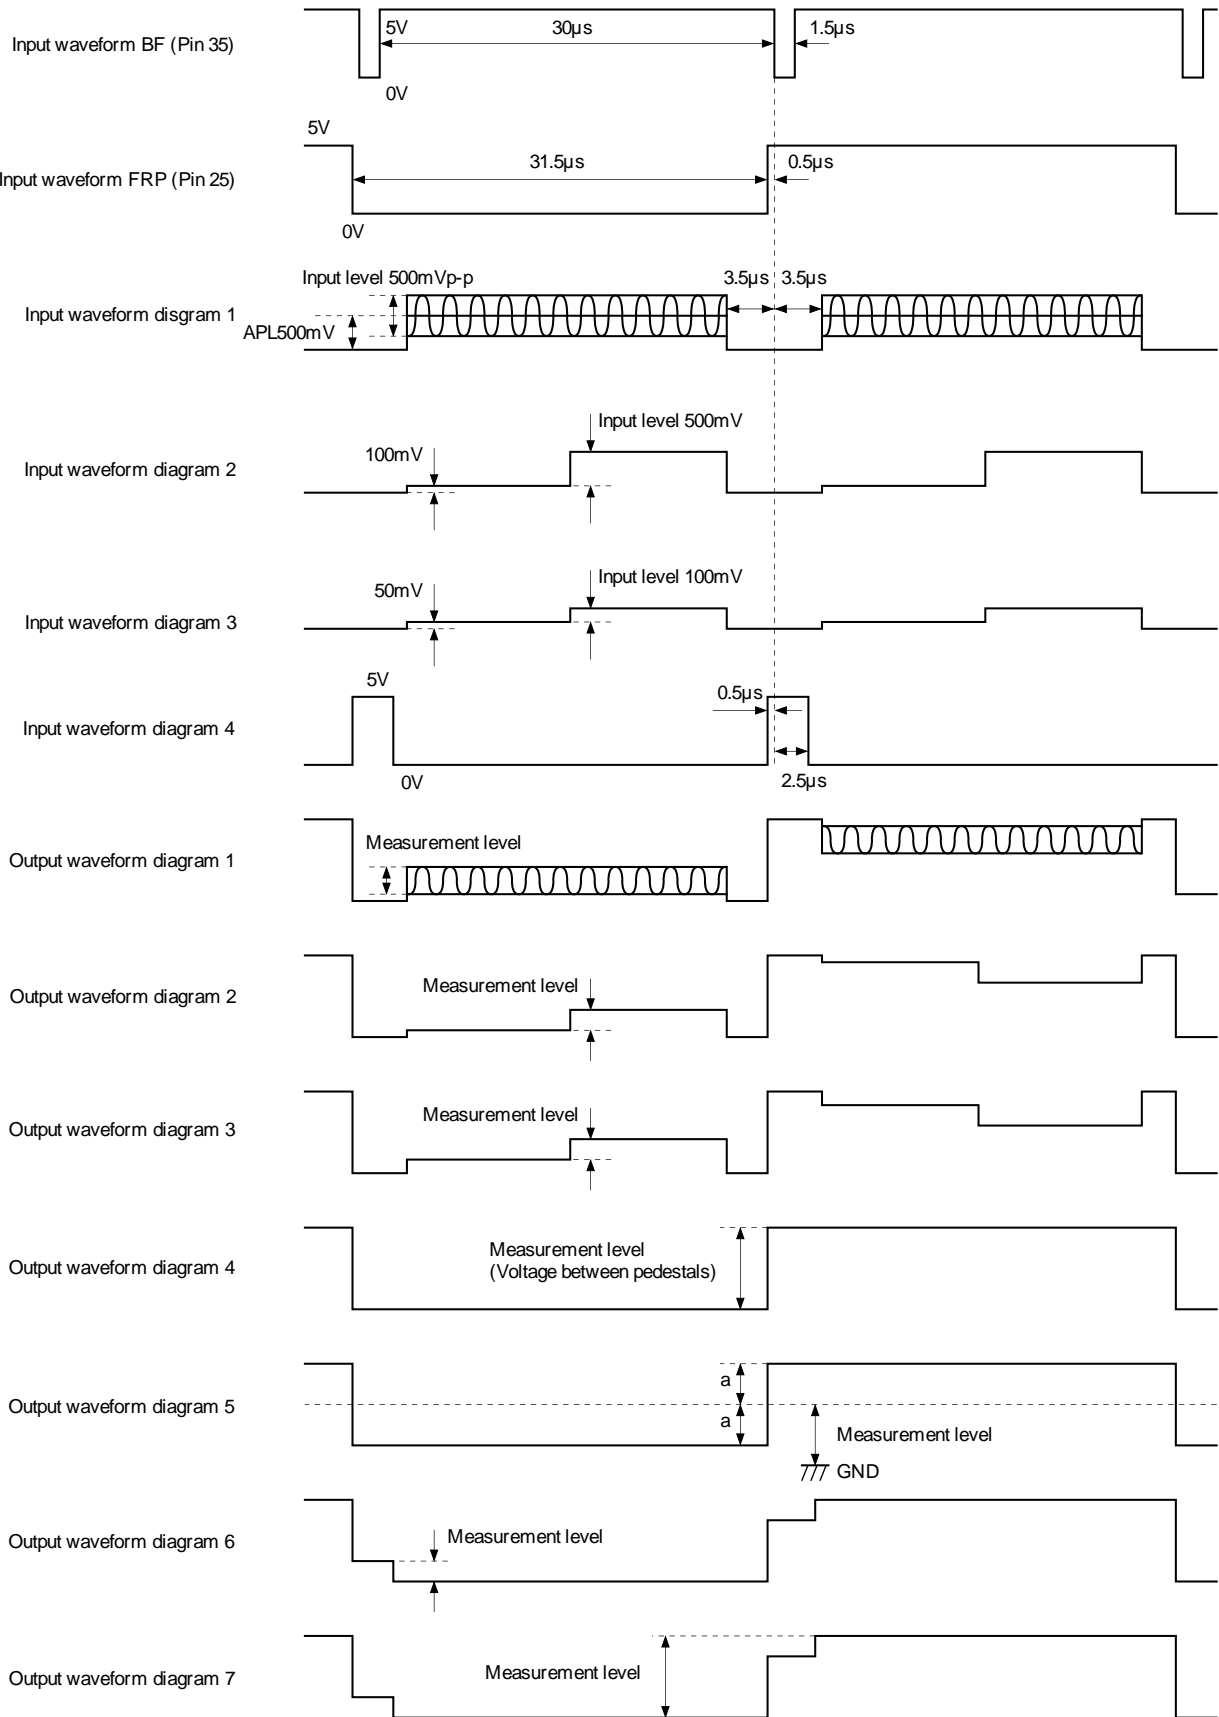 Input waveform BF (Pin 35)
5V
30µs
1.5µs
0V
5V
Input waveform FRP (Pin 25)
31.5µs
0.5µs
0V
Input level 500mVp-p
3.5µs
3.5µs
Input waveform disgram 1
APL500mV
Input level 500mV
100mV
Input waveform diagram 2
Input level 100mV
50mV
Input waveform diagram 3
5V
0.5µs
Input waveform diagram 4
0V
2.5µs
Measurement level
Output waveform diagram 1
Measurement level
Output waveform diagram 2
Measurement level
Output waveform diagram 3
Measurement level
(Voltage between pedestals)
Output waveform diagram 4
a
Output waveform diagram 5
a
Measurement level
GND
Measurement level
Output waveform diagram 6
Measurement level
Output waveform diagram 7